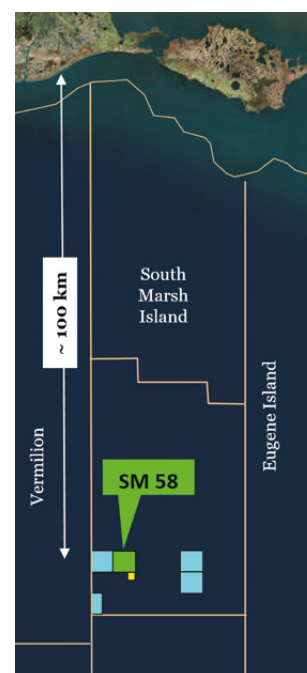 South
Marsh
Island
~ 100 km
Vermilion
Eugene Island
SM 58